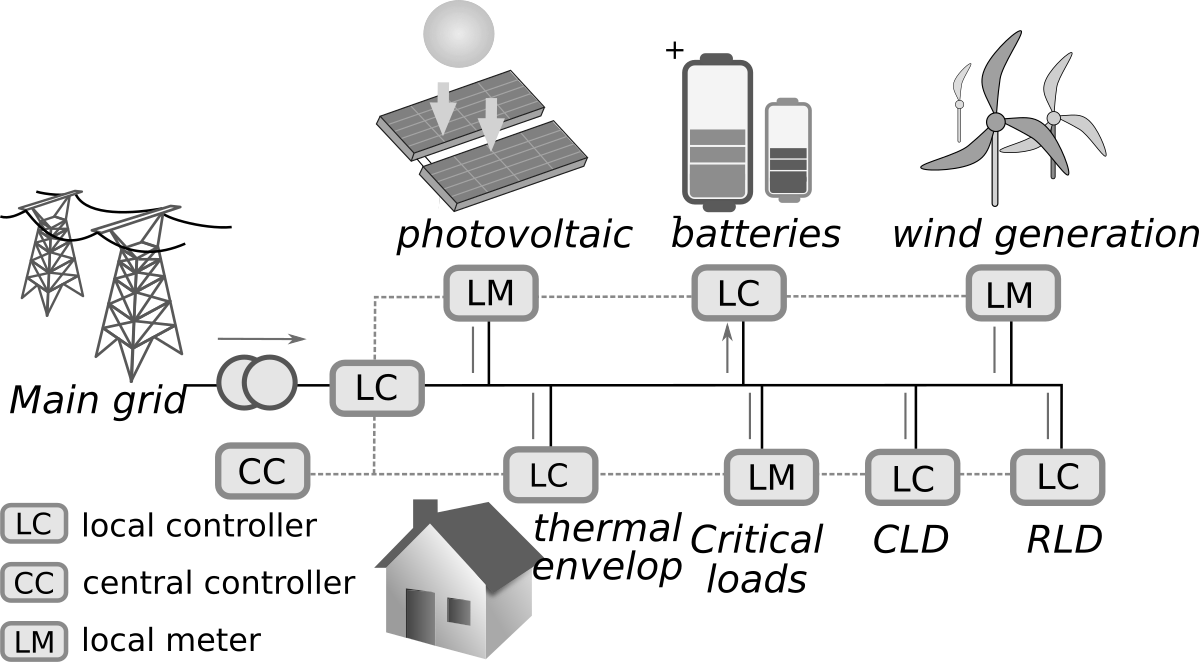 +
photovoltaic
batteries
wind generation
LM
LC
LM
Main grid
LC
CC
LC
LM
LC
LC
thermal
envelop
Critical
loads
CLD
RLD
LC local controller
CC central controller
LM local meter